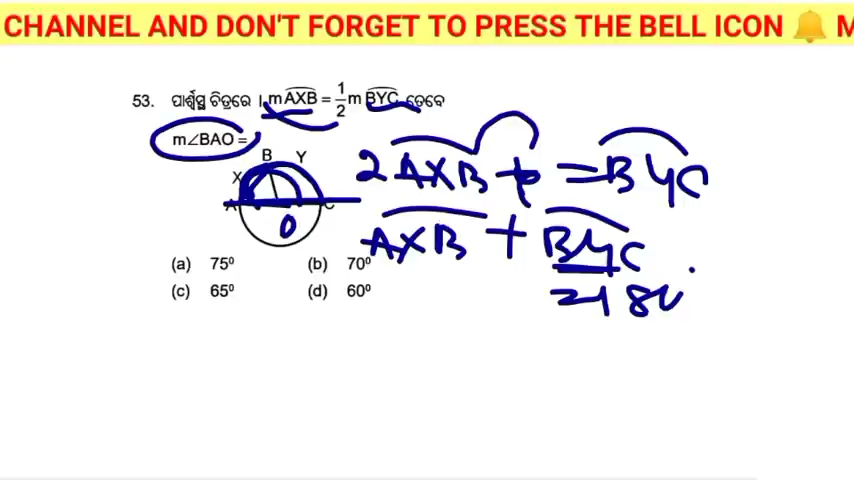 CHANNEL AND DON'T FORGET TO PRESS THE BELL ICON 🔔 M
53. ପାର୍ଶ୍ୱସ୍ଥ ଚିତ୍ରରେ । m AXB = 1/2 m BYC ତେବେ
m∠BAO =
B Y
X
A O C
(a) 75⁰ (b) 70⁰
(c) 65⁰ (d) 60⁰
2 AXB = BYC
AXB + BYC